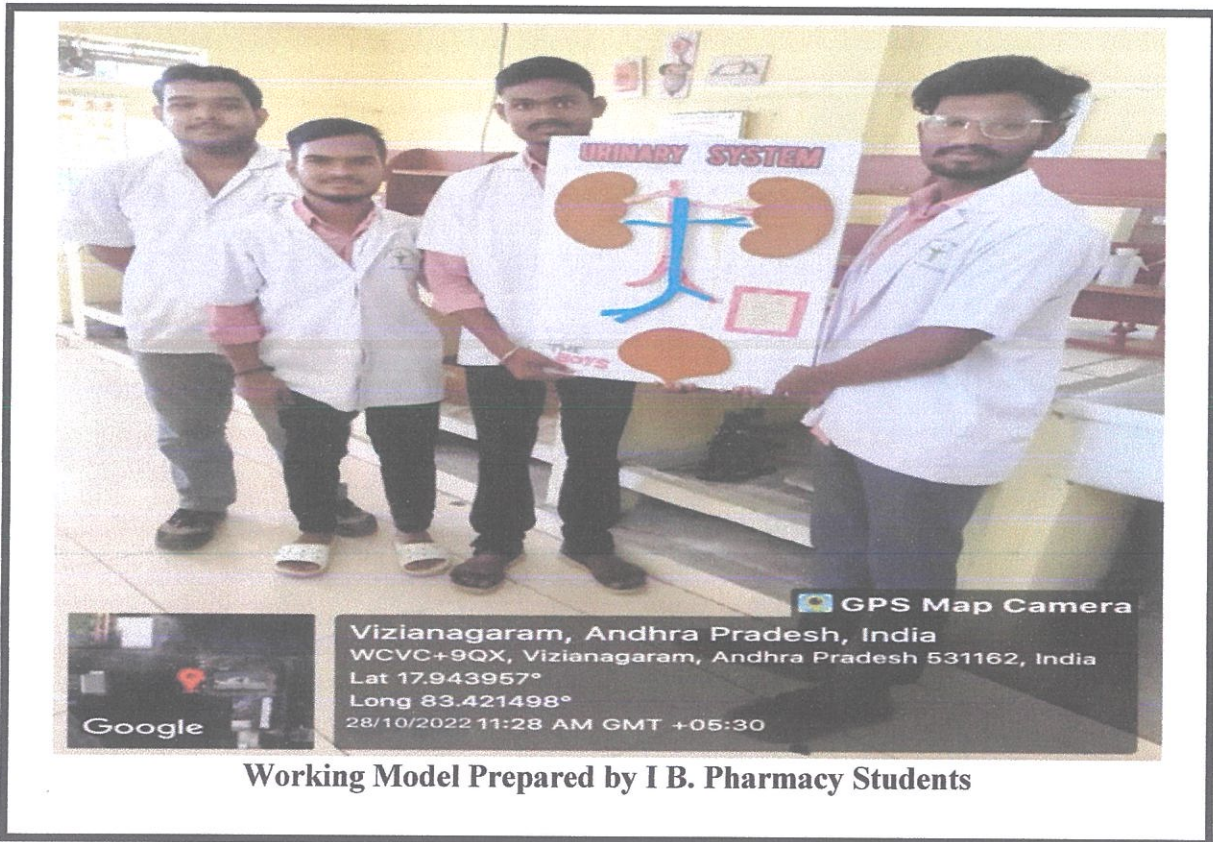 URINARY SYSTEM
THE
BOYS
GPS Map Camera
Vizianagaram, Andhra Pradesh, India
WCVC+9QX, Vizianagaram, Andhra Pradesh 531162, India
Lat 17.943957°
Long 83.421498°
28/10/2022 11:28 AM GMT +05:30
Google
Working Model Prepared by I B. Pharmacy Students